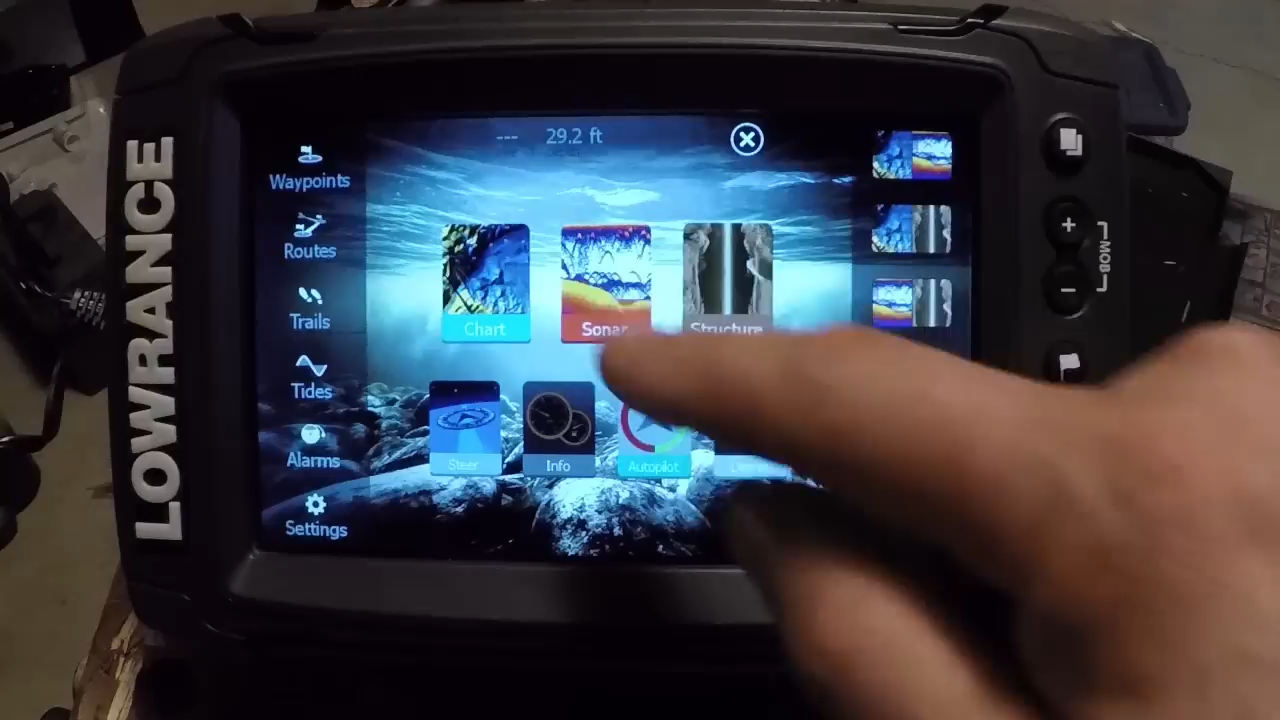 LOWRANCE
--- 29.2 ft
Waypoints
Routes
Trails
Tides
Alarms
Settings
Chart
Sonar
Structure
Steer
Info
Autopilot
+
MOB
-